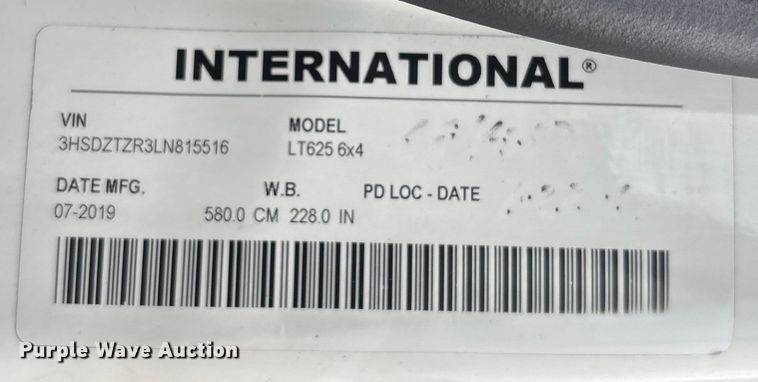 INTERNATIONAL®
VIN
3HSDZTZR3LN815516
MODEL
LT625 6x4
DATE MFG.
07-2019
W.B.
580.0 CM 228.0 IN
PD LOC - DATE
Purple Wave Auction